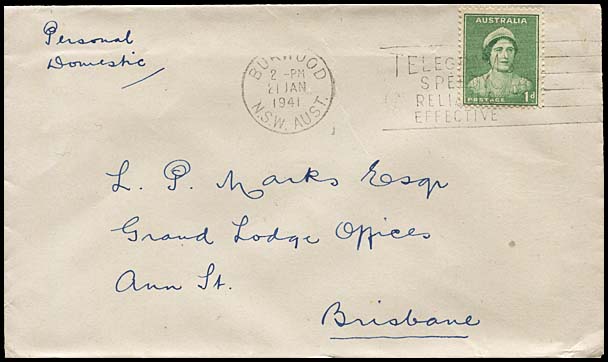 Personal
Domestic
BURWOOD
2 - PM
21 JAN
1941
N.S.W. AUST.
TELEG
SPE
RELI
EFFECTIVE
AUSTRALIA
POSTAGE 1d
L. P. Marks Esqr
Grand Lodge Offices
Ann St.
Brisbane